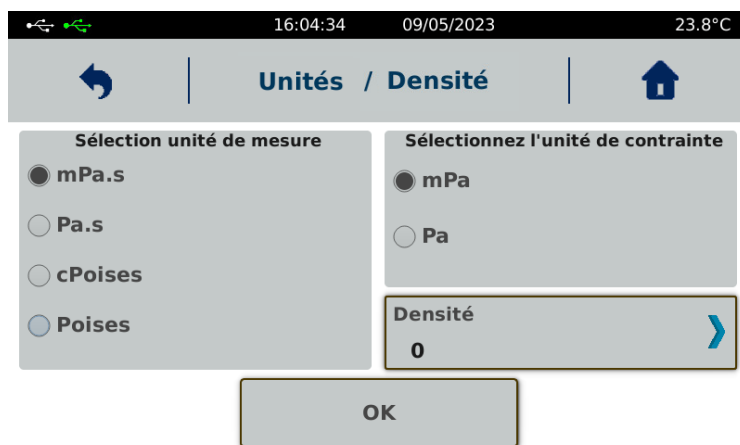 16:04:34 09/05/2023 23.8°C
Unités / Densité
Sélection unité de mesure
mPa.s
Pa.s
cPoises
Poises
Sélectionnez l'unité de contrainte
mPa
Pa
Densité
0
OK